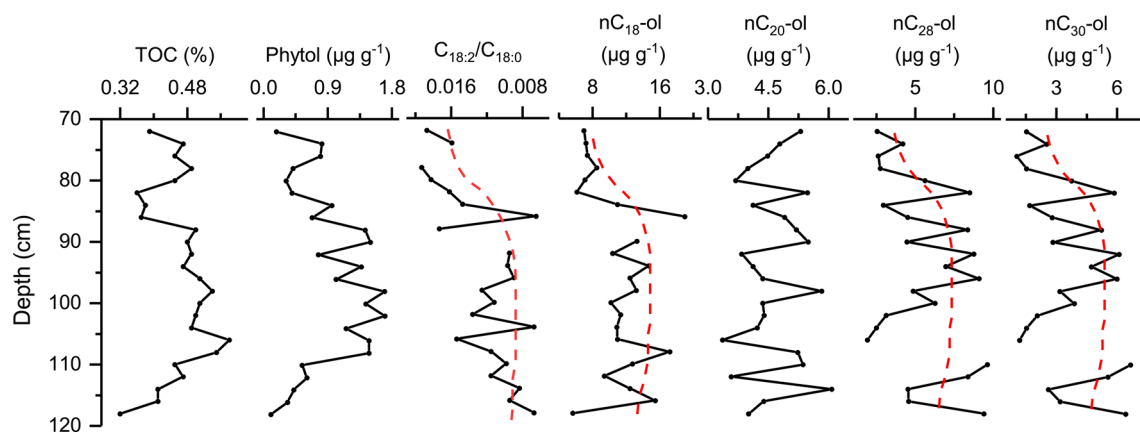 nC₁₈-ol nC₂₀-ol nC₂₈-ol nC₃₀-ol
TOC (%) Phytol (μg g⁻¹) C₁₈:₂/C₁₈:₀ (μg g⁻¹) (μg g⁻¹) (μg g⁻¹) (μg g⁻¹)
0.32 0.48 0.0 0.9 1.8 0.016 0.008 8 16 3.0 4.5 6.0 5 10 3 6
70
80
90
100
110
120
Depth (cm)